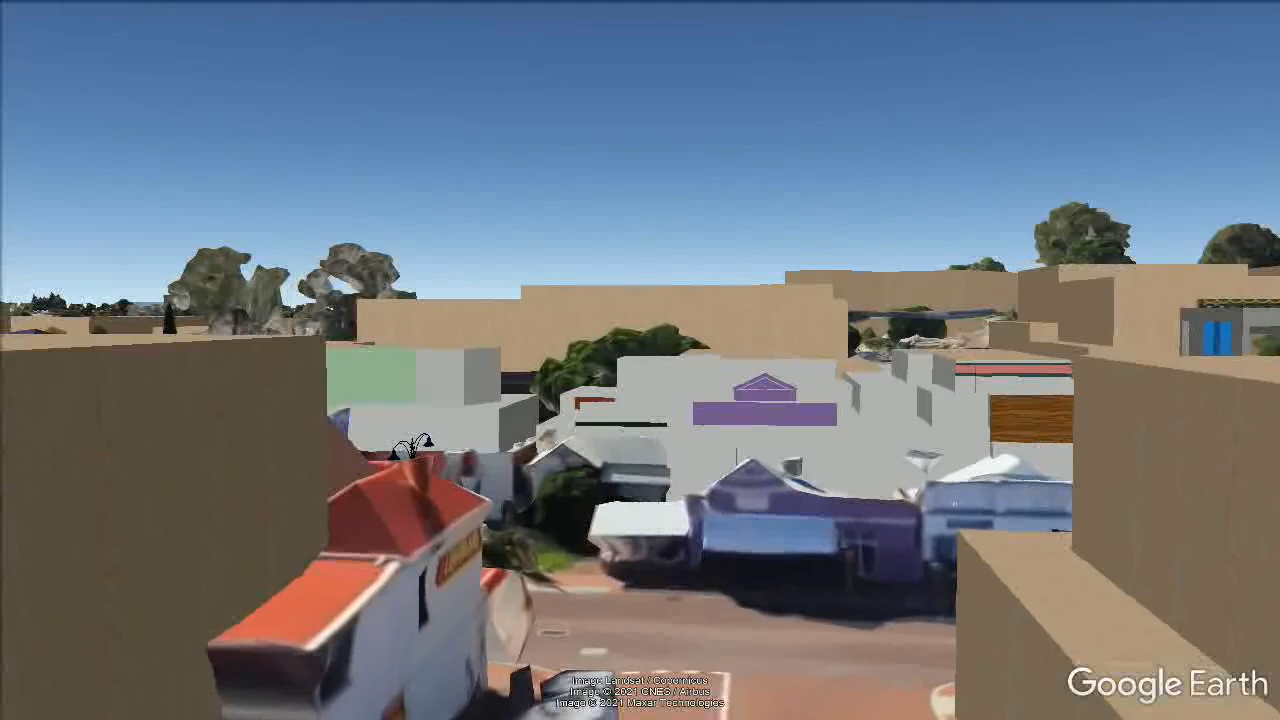 Image Landsat / Copernicus
Image © 2021 CNES / Airbus
Image © 2021 Maxar Technologies
Google Earth